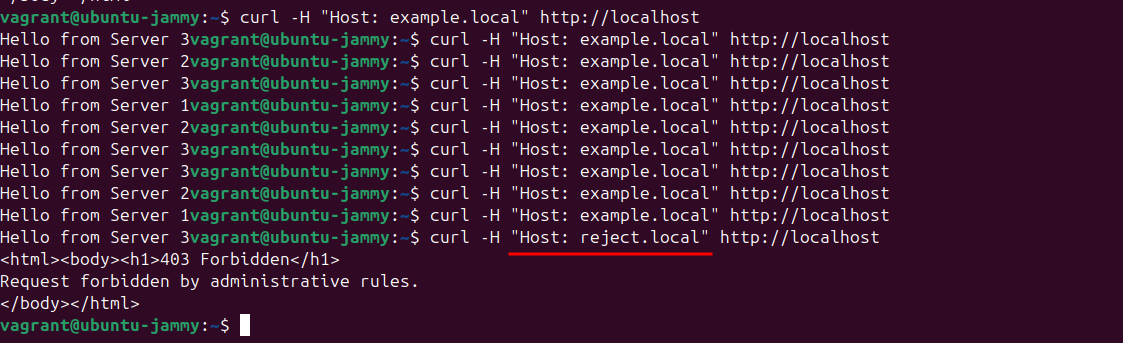 vagrant@ubuntu-jammy:~$ curl -H "Host: example.local" http://localhost
Hello from Server 3vagrant@ubuntu-jammy:~$ curl -H "Host: example.local" http://localhost
Hello from Server 2vagrant@ubuntu-jammy:~$ curl -H "Host: example.local" http://localhost
Hello from Server 3vagrant@ubuntu-jammy:~$ curl -H "Host: example.local" http://localhost
Hello from Server 1vagrant@ubuntu-jammy:~$ curl -H "Host: example.local" http://localhost
Hello from Server 2vagrant@ubuntu-jammy:~$ curl -H "Host: example.local" http://localhost
Hello from Server 3vagrant@ubuntu-jammy:~$ curl -H "Host: example.local" http://localhost
Hello from Server 3vagrant@ubuntu-jammy:~$ curl -H "Host: example.local" http://localhost
Hello from Server 2vagrant@ubuntu-jammy:~$ curl -H "Host: example.local" http://localhost
Hello from Server 1vagrant@ubuntu-jammy:~$ curl -H "Host: example.local" http://localhost
Hello from Server 3vagrant@ubuntu-jammy:~$ curl -H "Host: reject.local" http://localhost
<html><body><h1>403 Forbidden</h1>
Request forbidden by administrative rules.
</body></html>
vagrant@ubuntu-jammy:~$